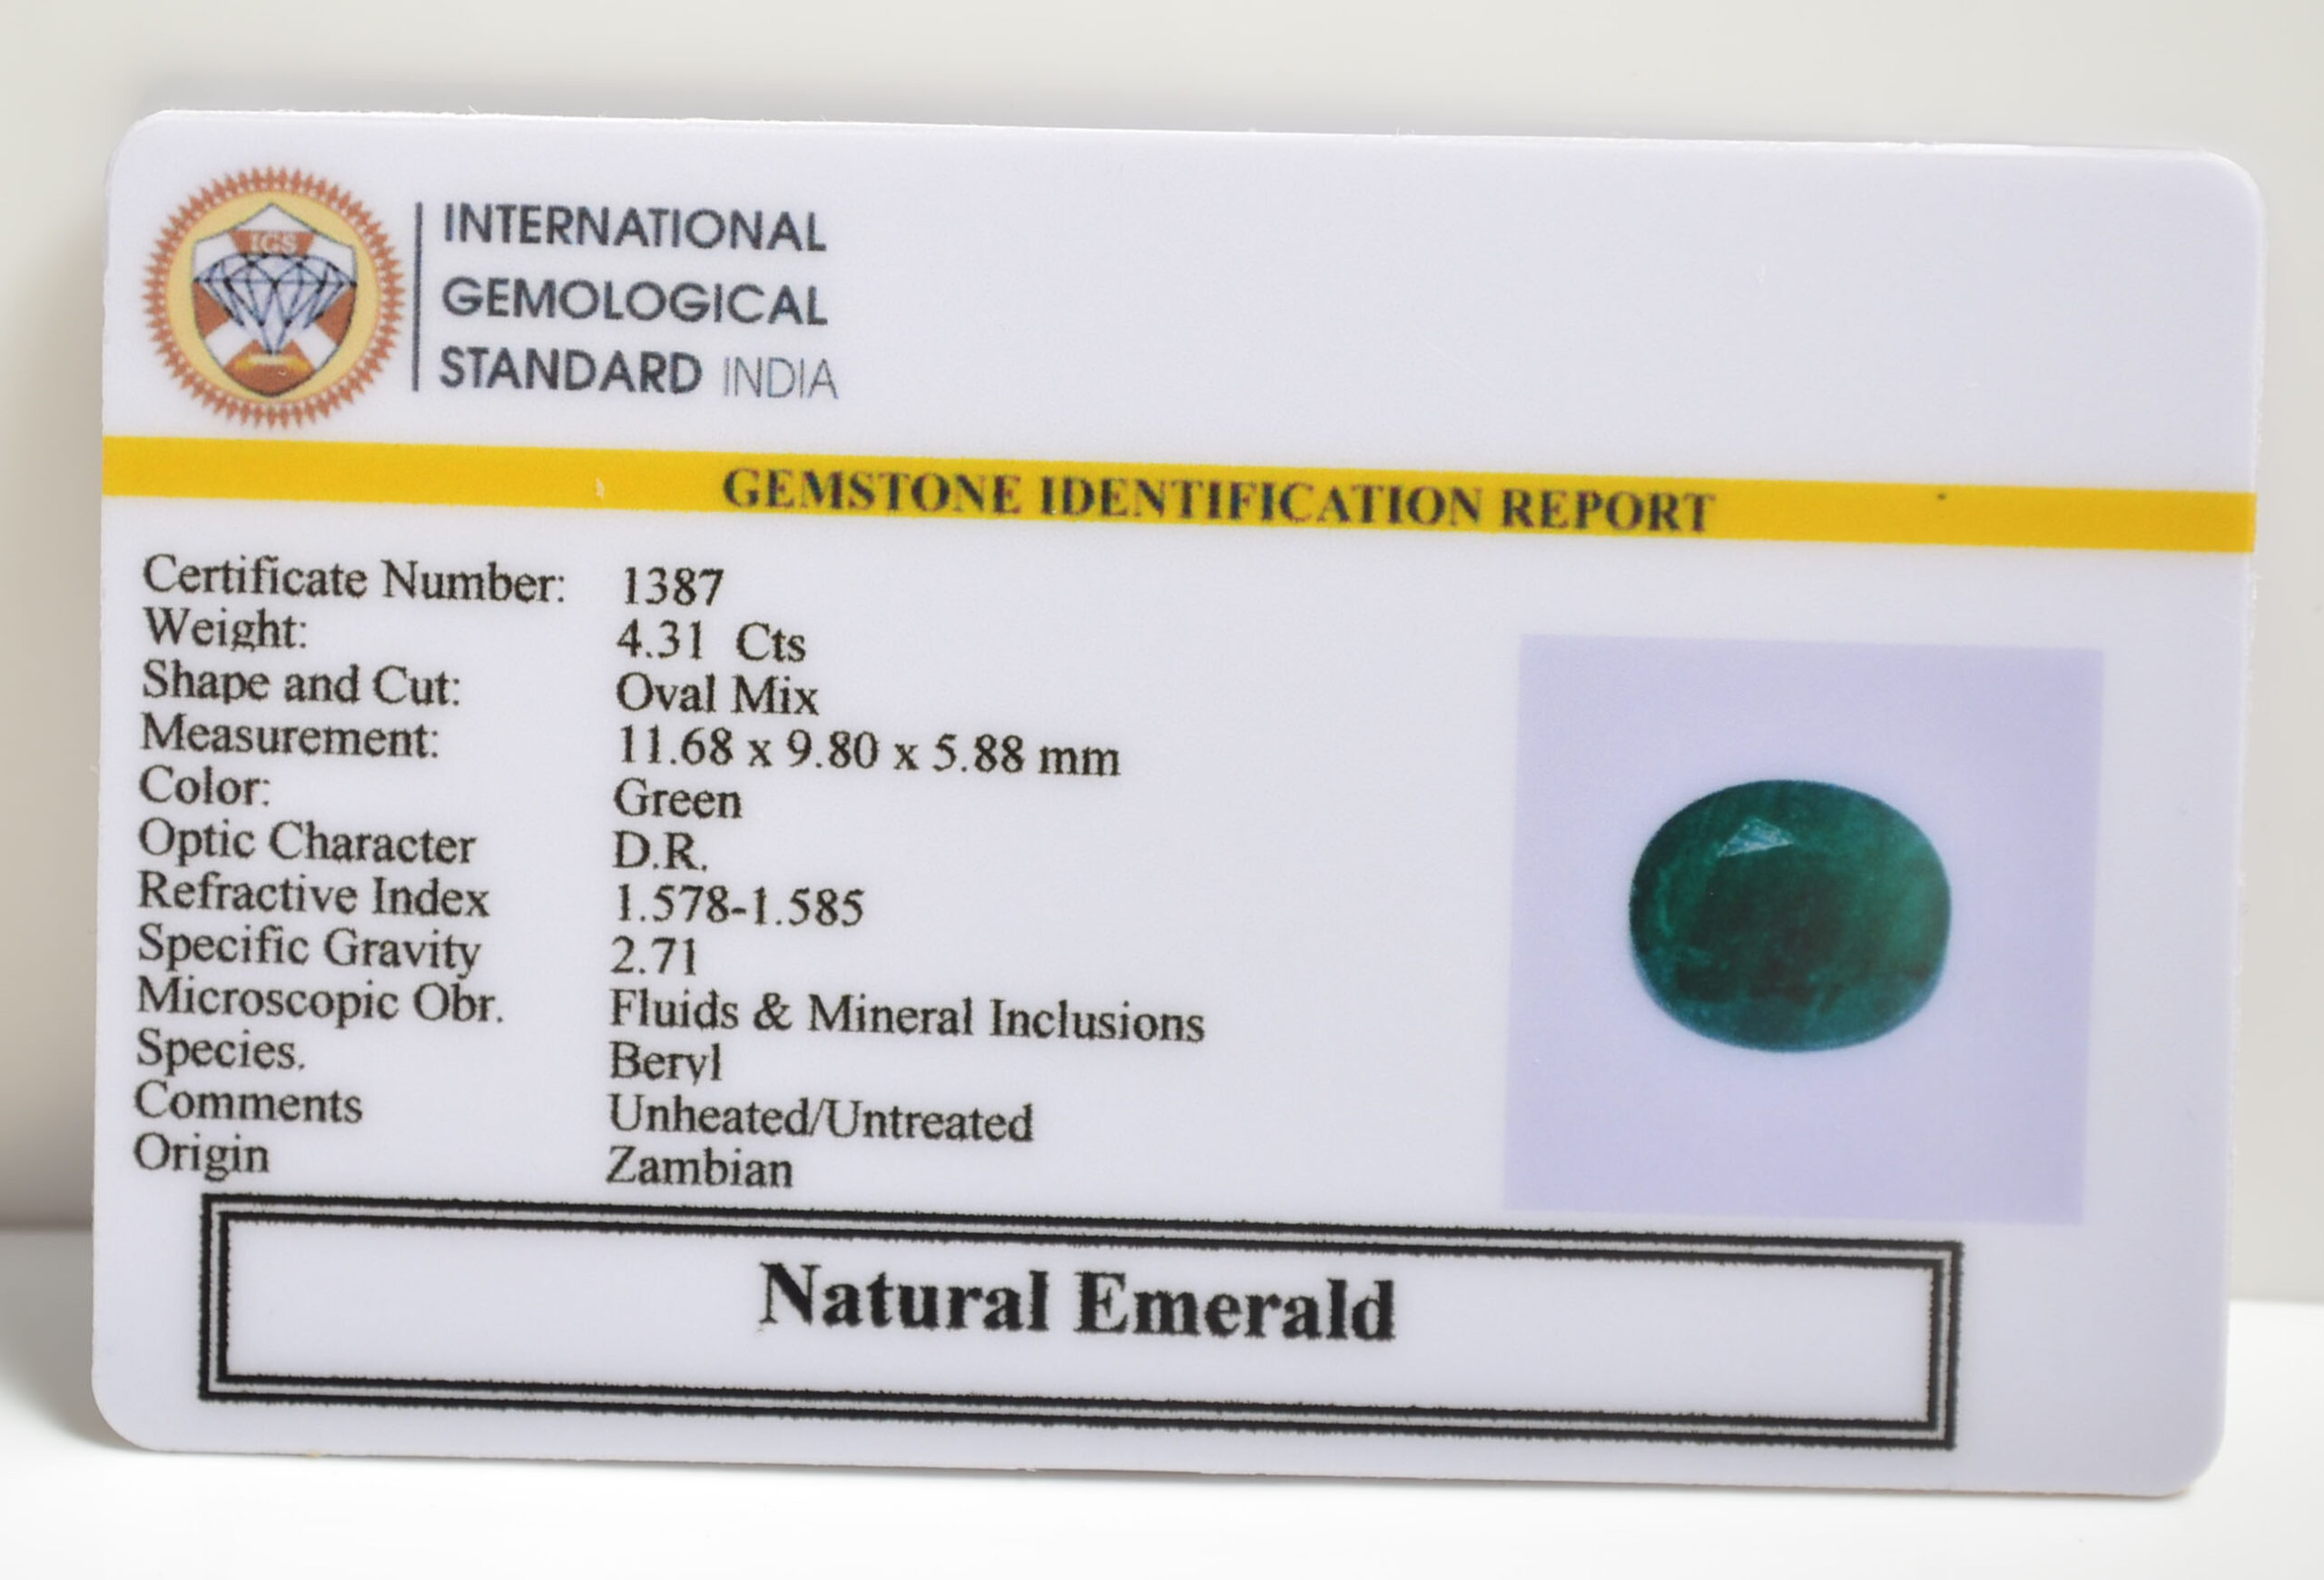 IGS
INTERNATIONAL
GEMOLOGICAL
STANDARD INDIA
GEMSTONE IDENTIFICATION REPORT
Certificate Number: 1387
Weight: 4.31 Cts
Shape and Cut: Oval Mix
Measurement: 11.68 x 9.80 x 5.88 mm
Color: Green
Optic Character D.R.
Refractive Index 1.578-1.585
Specific Gravity 2.71
Microscopic Obr. Fluids & Mineral Inclusions
Species. Beryl
Comments Unheated/Untreated
Origin Zambian
Natural Emerald